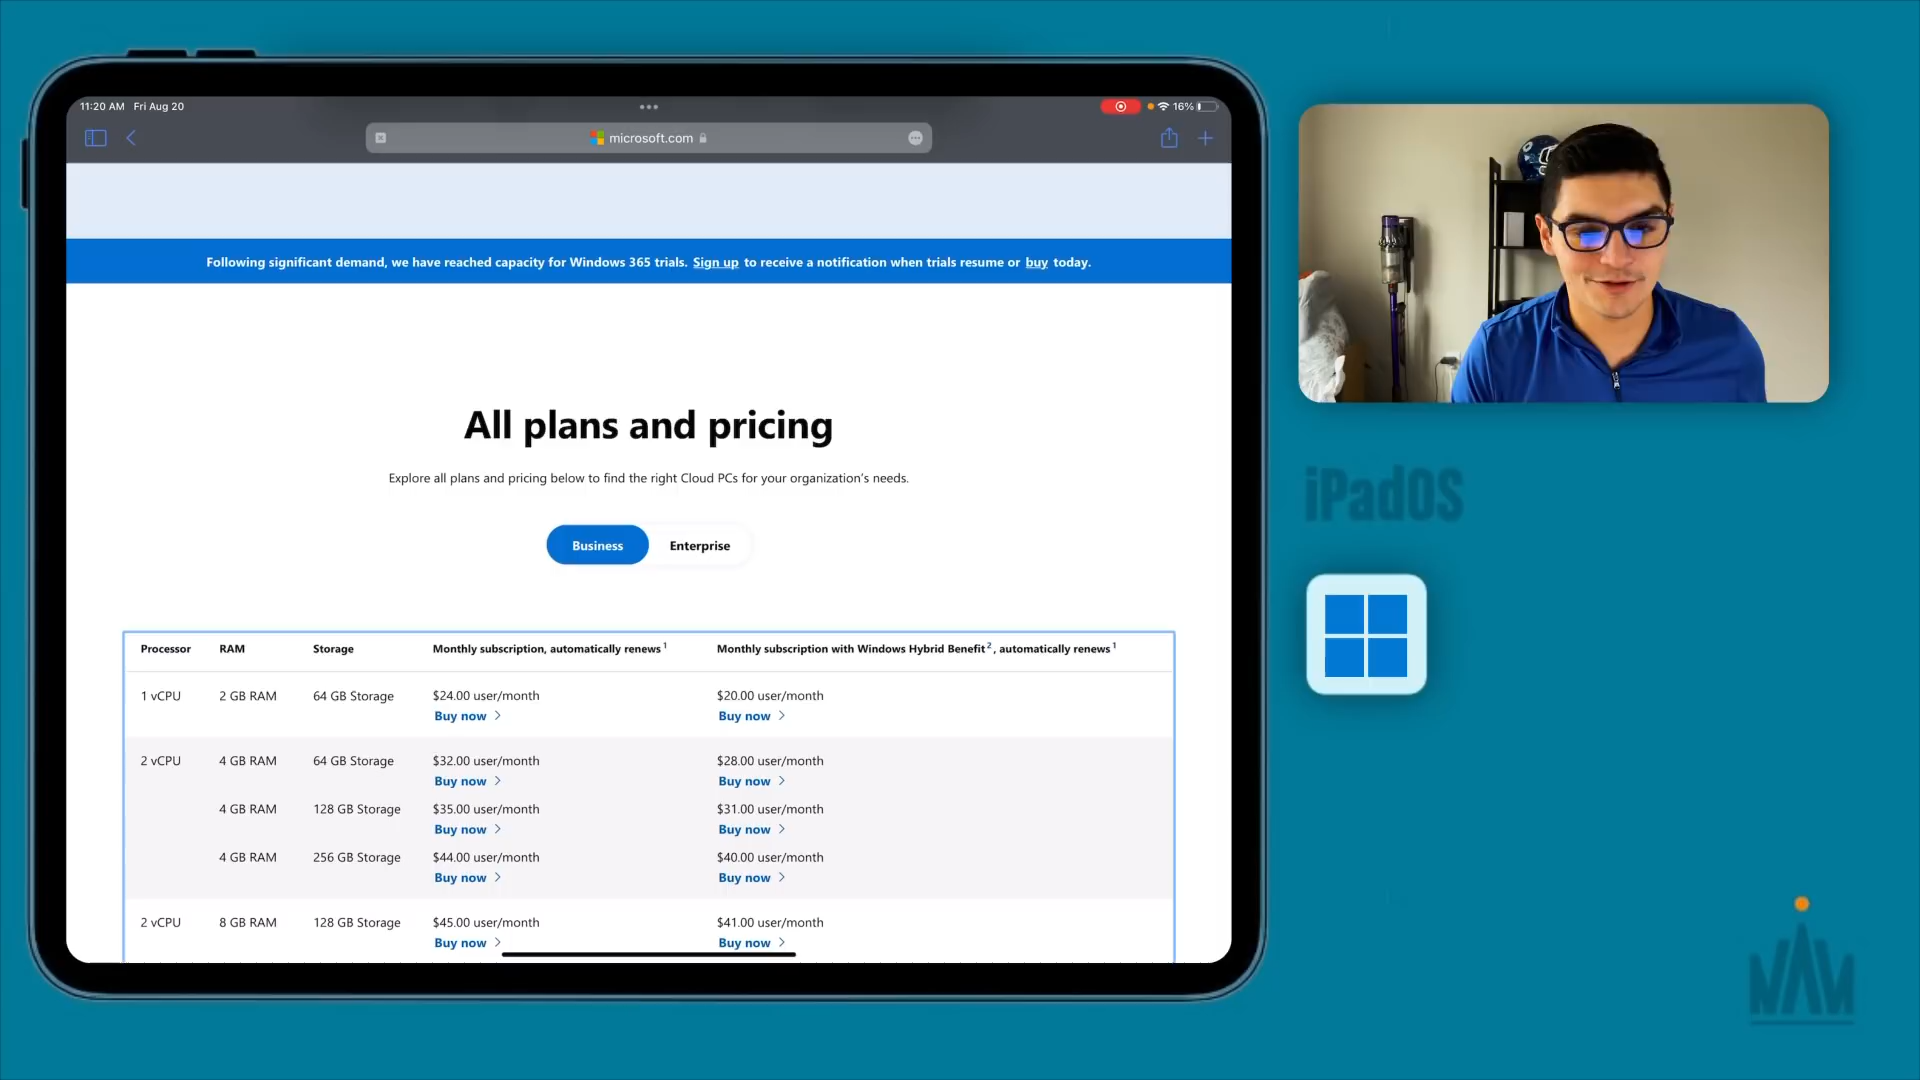 11:20 AM Fri Aug 20
16%
microsoft.com
Following significant demand, we have reached capacity for Windows 365 trials. Sign up to receive a notification when trials resume or buy today.
All plans and pricing
Explore all plans and pricing below to find the right Cloud PCs for your organization's needs.
Business Enterprise
Processor RAM Storage Monthly subscription, automatically renews 1 Monthly subscription with Windows Hybrid Benefit 2, automatically renews 1
1 vCPU 2 GB RAM 64 GB Storage $24.00 user/month $20.00 user/month
Buy now Buy now
2 vCPU 4 GB RAM 64 GB Storage $32.00 user/month $28.00 user/month
Buy now Buy now
4 GB RAM 128 GB Storage $35.00 user/month $31.00 user/month
Buy now Buy now
4 GB RAM 256 GB Storage $44.00 user/month $40.00 user/month
Buy now Buy now
2 vCPU 8 GB RAM 128 GB Storage $45.00 user/month $41.00 user/month
Buy now Buy now
iPadOS